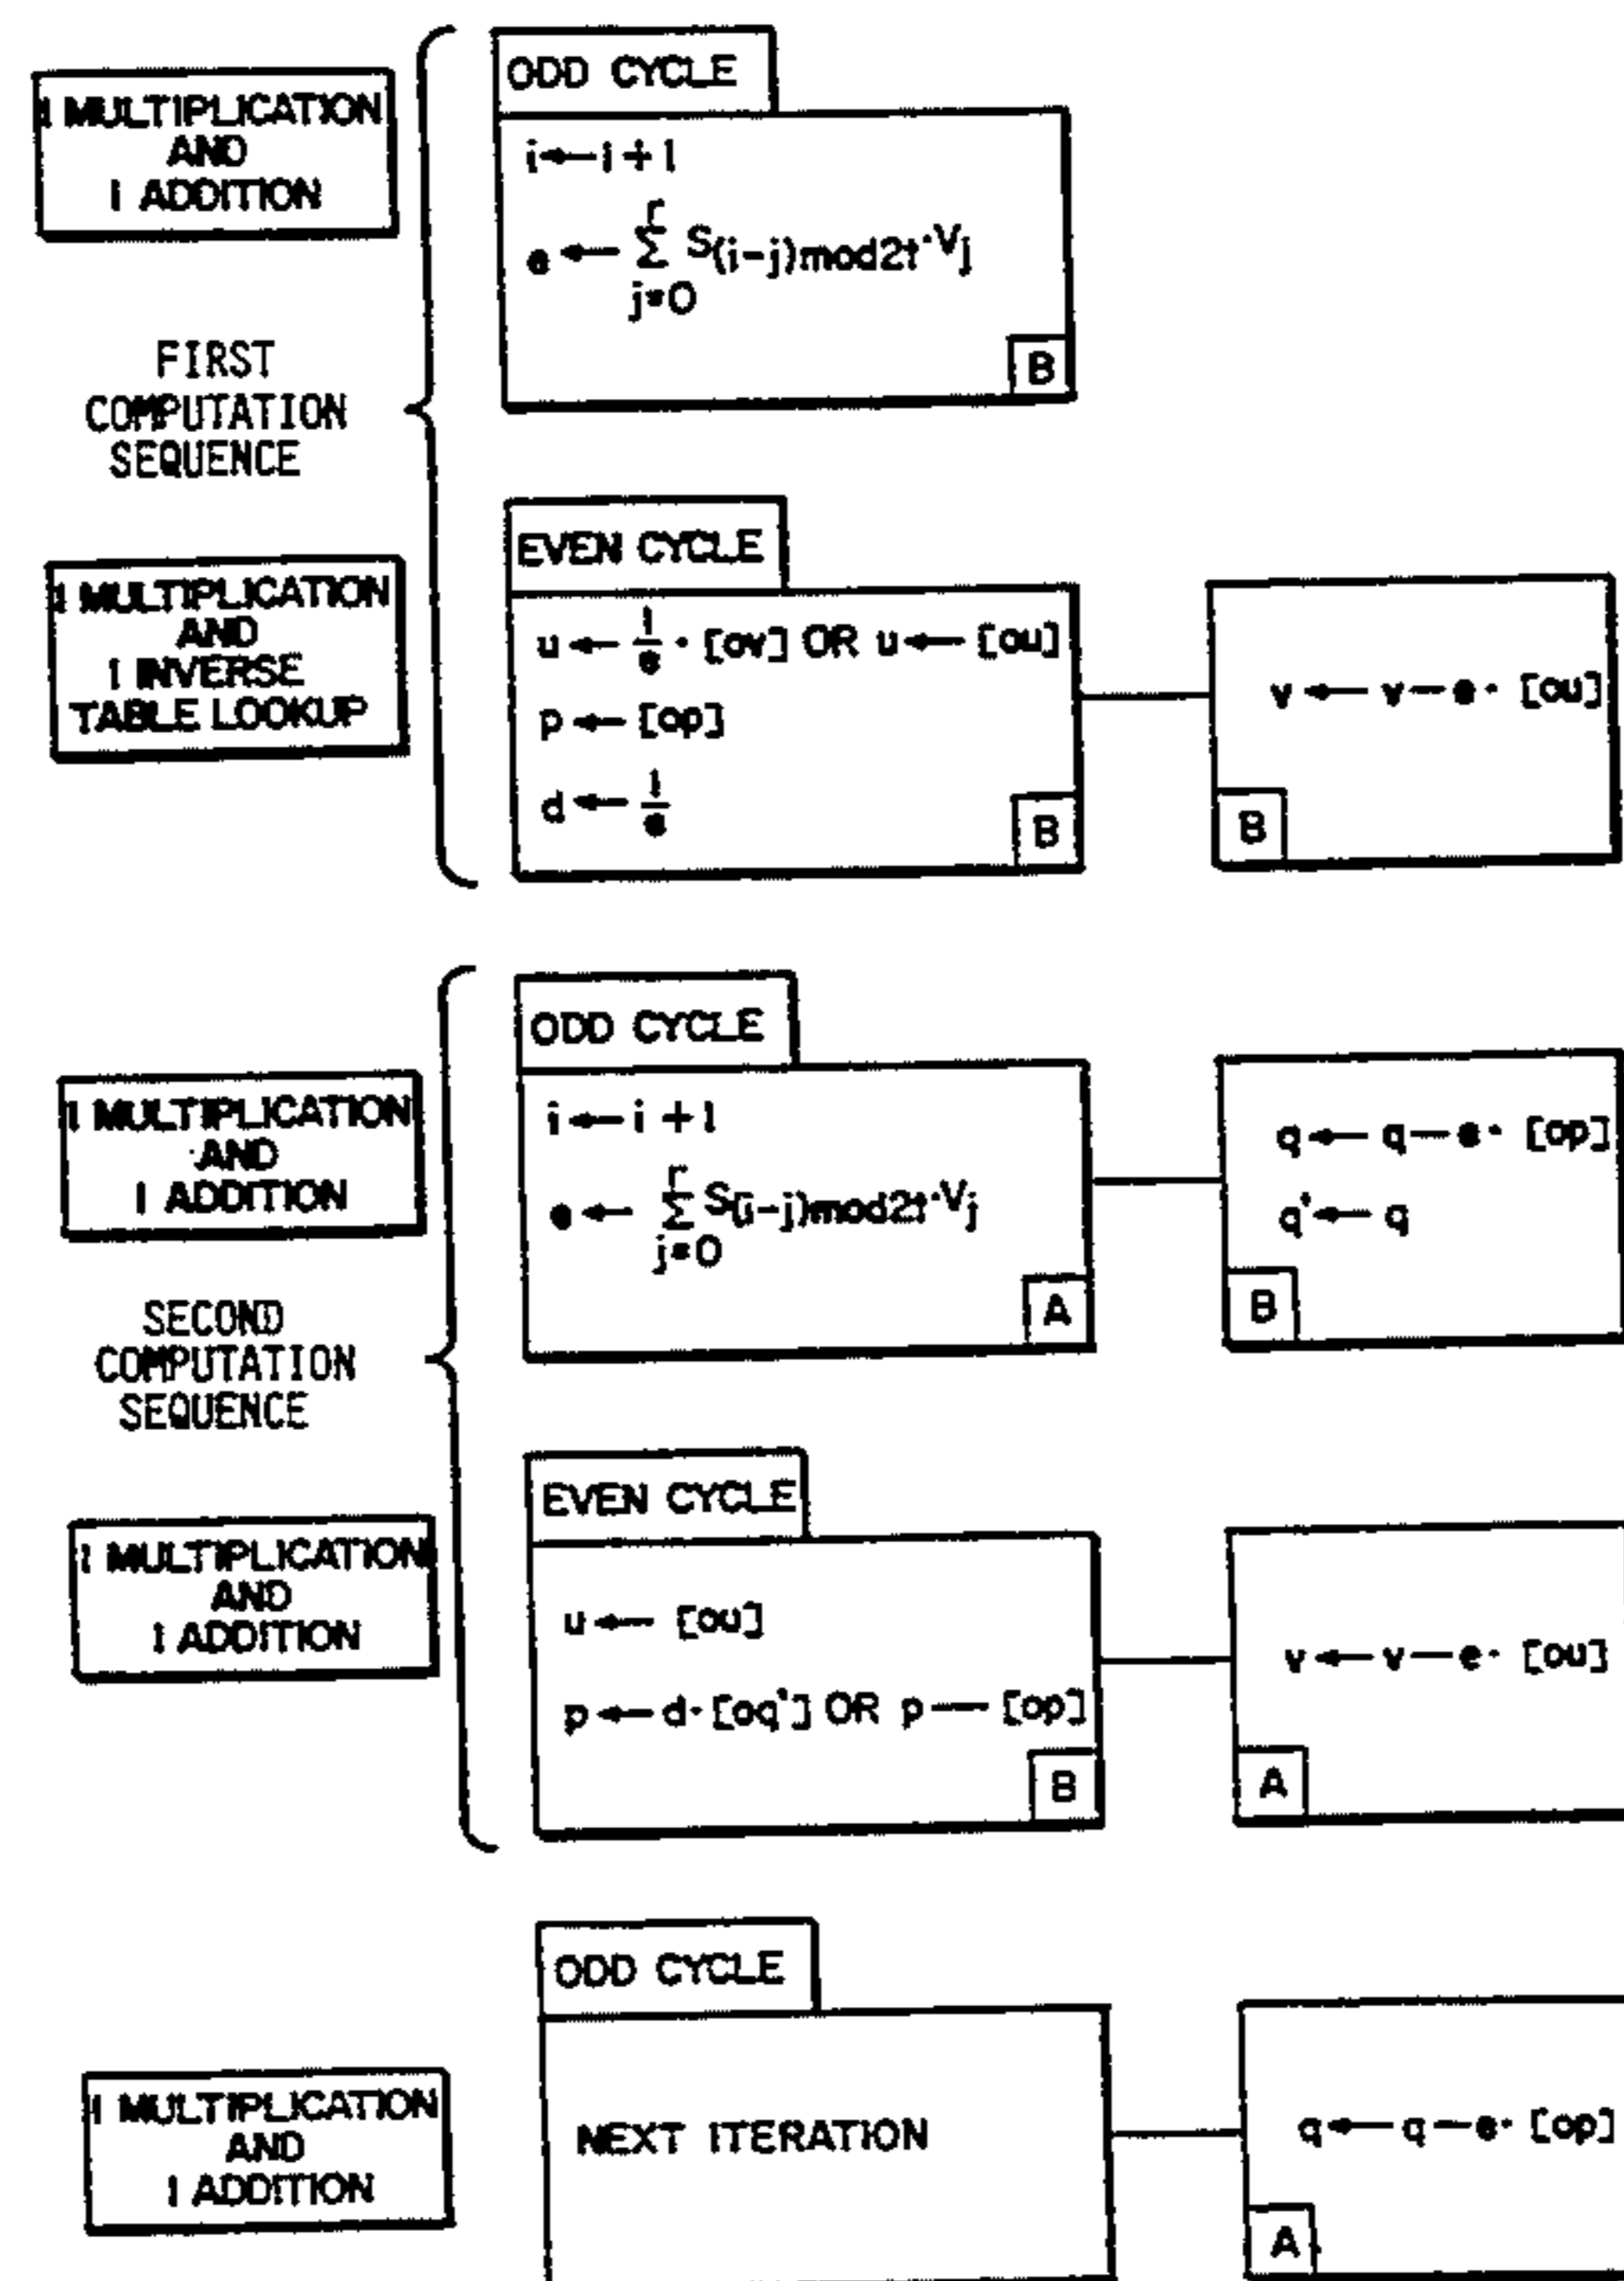 ODD CYCLE
1 MULTIPLICATION
AND
1 ADDITION
i ← i + 1
e ← Σ S(i-j)mod2t · Vj
r
j=0
B
FIRST
COMPUTATION
SEQUENCE
EVEN CYCLE
1 MULTIPLICATION
AND
1 INVERSE
TABLE LOOKUP
u ← 1/e · [ov] OR u ← [ou]
p ← [op]
d ← 1/e
B
v ← v — e · [ou]
B
ODD CYCLE
1 MULTIPLICATION
AND
1 ADDITION
i ← i + 1
e ← Σ S(i-j)mod2t · Vj
r
j=0
A
q ← q — e · [op]
q' ← q
B
SECOND
COMPUTATION
SEQUENCE
EVEN CYCLE
1 MULTIPLICATION
AND
1 ADDITION
u ← [ou]
p ← d · [oq'] OR p — [op]
B
v ← v — e · [ou]
A
ODD CYCLE
1 MULTIPLICATION
AND
1 ADDITION
NEXT ITERATION
q ← q — e · [op]
A